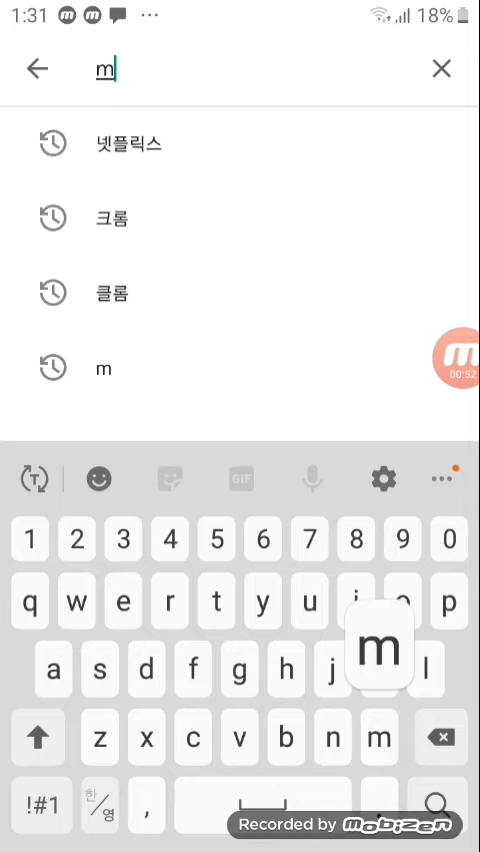 1:31 18%
m
넷플릭스
크롬
클롬
m
00:52
GIF
1 2 3 4 5 6 7 8 9 0
q w e r t y u i o p
m
a s d f g h j l
z x c v b n m
!#1 한/영 , .
Recorded by mobizen